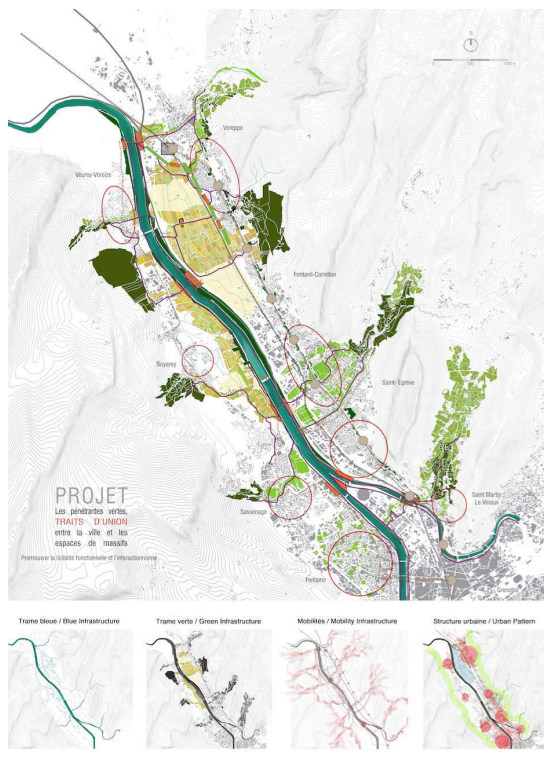 N
Voreppe
Veurey-Voroize
Fontanil-Cornillon
Noyarey
Saint-Egrève
PROJET
Les pénétrantes vertes,
TRAITS D'UNION
entre la ville et les
espaces de massifs
Promouvoir la lisibilité fonctionnelle et l'interactionnisme
Sassenage
Saint Martin
Le Vinoux
Fontaine
Grenoble
Trame bleue / Blue Infrastructure
Trame verte / Green Infrastructure
Mobilités / Mobility Infrastructure
Structure urbaine / Urban Pattern